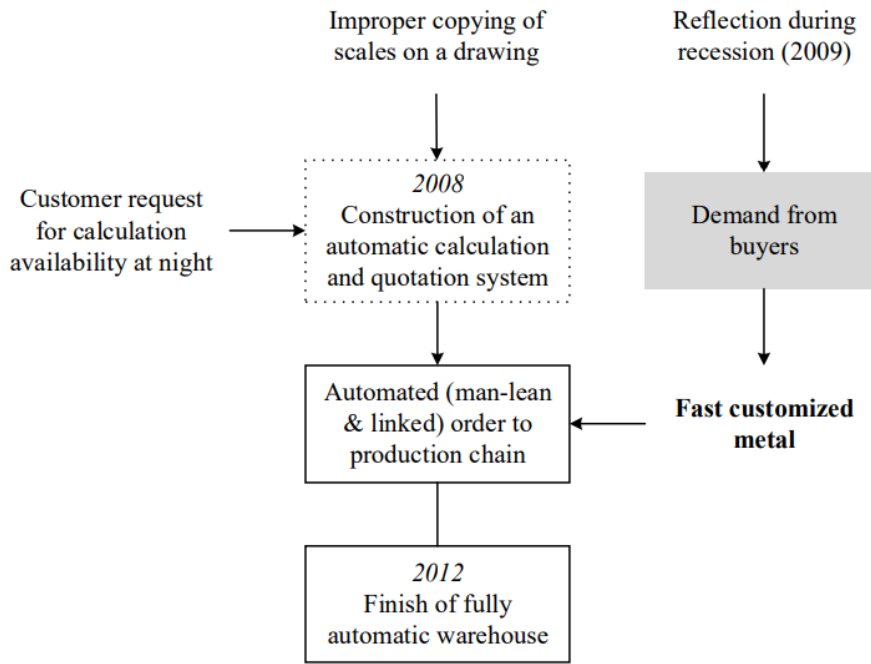 Improper copying of
scales on a drawing
Reflection during
recession (2009)
Customer request
for calculation
availability at night
2008
Construction of an
automatic calculation
and quotation system
Demand from
buyers
Automated (man-lean
& linked) order to
production chain
Fast customized
metal
2012
Finish of fully
automatic warehouse